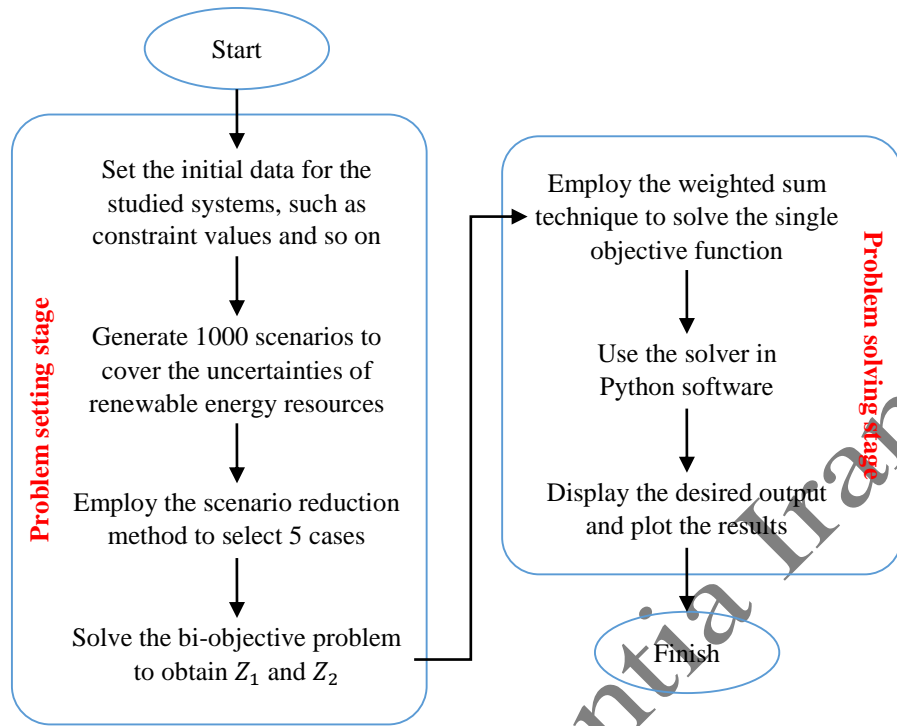 Start
Problem setting stage
Set the initial data for the
studied systems, such as
constraint values and so on
Generate 1000 scenarios to
cover the uncertainties of
renewable energy resources
Employ the scenario reduction
method to select 5 cases
Solve the bi-objective problem
to obtain Z₁ and Z₂
Problem solving stage
Employ the weighted sum
technique to solve the single
objective function
Use the solver in
Python software
Display the desired output
and plot the results
Finish